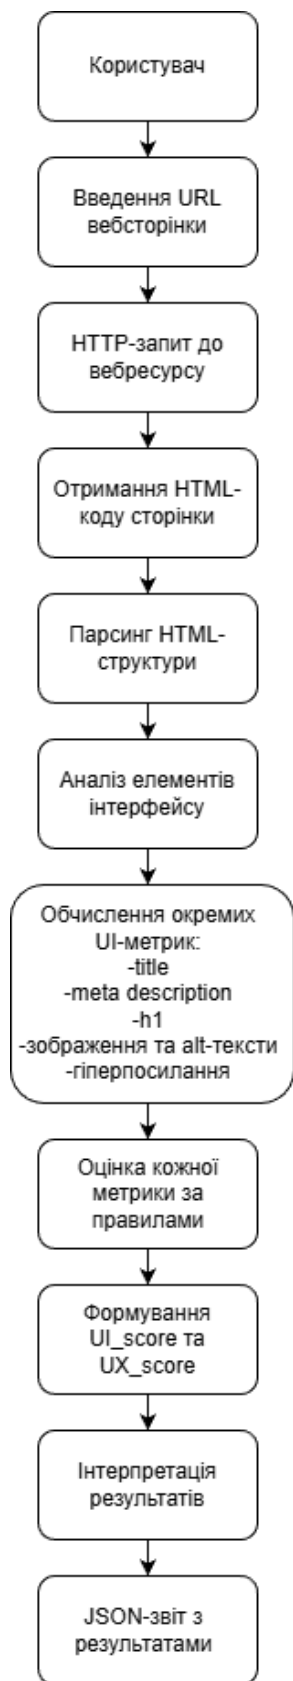 Користувач
Введення URL
вебсторінки
HTTP-запит до
вебресурсу
Отримання HTML-
коду сторінки
Парсинг HTML-
структури
Аналіз елементів
інтерфейсу
Обчислення окремих
UI-метрик:
-title
-meta description
-h1
-зображення та alt-тексти
-гіперпосилання
Оцінка кожної
метрики за
правилами
Формування
UI_score та
UX_score
Інтерпретація
результатів
JSON-звіт з
результатами